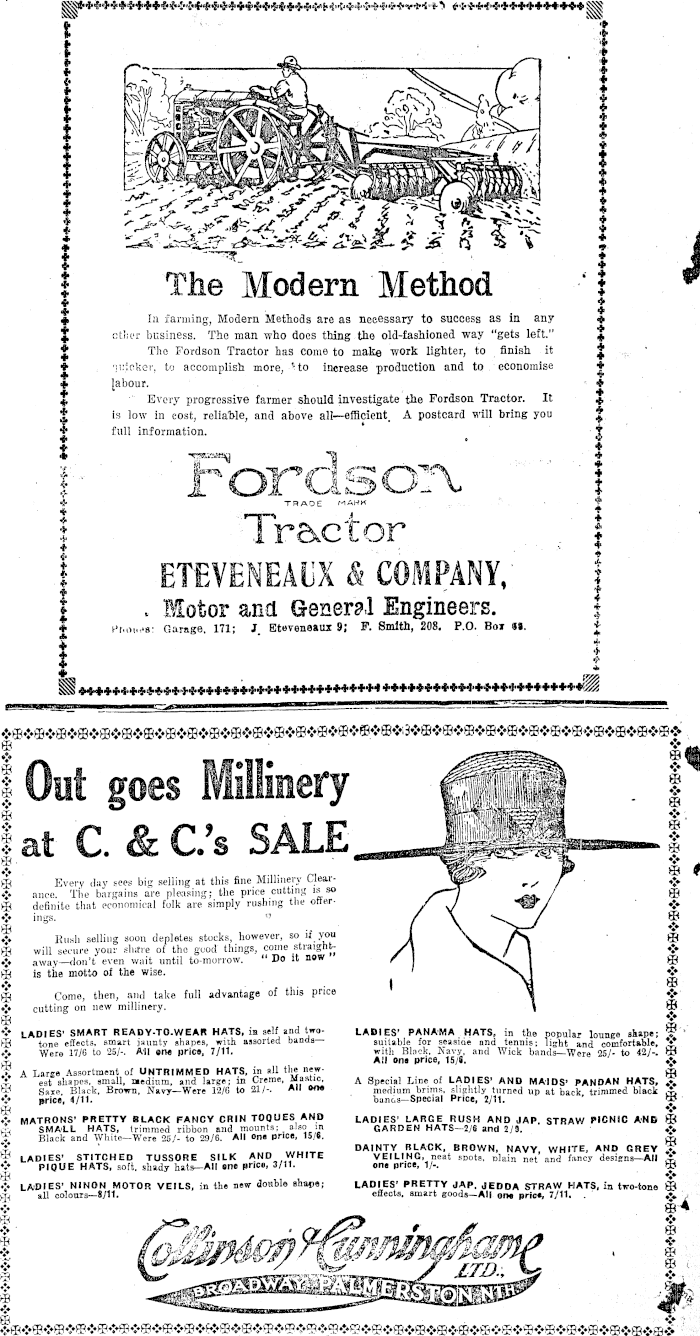 The Modern Method
In farming, Modern Methods are as necessary to success as in any
other business. The man who does thing the old-fashioned way "gets left."
The Fordson Tractor has come to make work lighter, to finish it
quicker, to accomplish more, to increase production and to economise
labour.
Every progressive farmer should investigate the Fordson Tractor. It
is low in cost, reliable, and above all—efficient. A postcard will bring you
full information.
Fordson
TRADE MARK
Tractor
ETEVENEAUX & COMPANY,
Motor and General Engineers.
Phones: Garage, 171; J. Eteveneaux 9; F. Smith, 208. P.O. Box
Out goes Millinery
at C. & C.'s SALE
Every day sees big selling at this fine Millinery Clear-
ance. The bargains are pleasing; the price cutting is so
definite that economical folk are simply rushing the offer-
ings.
Rush selling soon depletes stocks, however, so if you
will secure your share of the good things, come straight-
away—don't even wait until to-morrow. "Do it now"
is the motto of the wise.
Come, then, and take full advantage of this price
cutting on new millinery.
LADIES' SMART READY-TO-WEAR HATS, in self and two-
tone effects, smart jaunty shapes, with assorted bands—
Were 17/6 to 25/-. All one price, 7/11.
A Large Assortment of UNTRIMMED HATS, in all the new-
est shapes, small, medium, and large; in Creme, Mastic,
Saxe, Black, Brown, Navy—Were 12/6 to 21/-. All one
price, 4/11.
MATRONS' PRETTY BLACK FANCY CRIN TOQUES AND
SMALL HATS, trimmed ribbon and mounts; also in
Black and White—Were 25/- to 29/6. All one price, 15/6.
LADIES' STITCHED TUSSORE SILK AND WHITE
PIQUE HATS, soft, shady hats—All one price, 3/11.
LADIES' NINON MOTOR VEILS, in the new double shape;
all colours—8/11.
LADIES' PANAMA HATS, in the popular lounge shape;
suitable for seaside and tennis; light and comfortable,
with Black, Navy, and Wick bands—Were 25/- to 42/-.
All one price, 15/6.
A Special Line of LADIES' AND MAIDS' PANDAN HATS,
medium brims, slightly turned up at back, trimmed black
bands—Special Price, 2/11.
LADIES' LARGE RUSH AND JAP. STRAW PICNIC AND
GARDEN HATS—2/6 and
DAINTY BLACK, BROWN, NAVY, WHITE, AND GREY
VEILING, neat spots, plain net and fancy designs—All
one price, 1/-.
LADIES' PRETTY JAP. JEDDA STRAW HATS, in two-tone
effects, smart goods—All one price, 7/11.
Collinson & Cunninghame
LTD.,
BROADWAY PALMERSTON NTH.